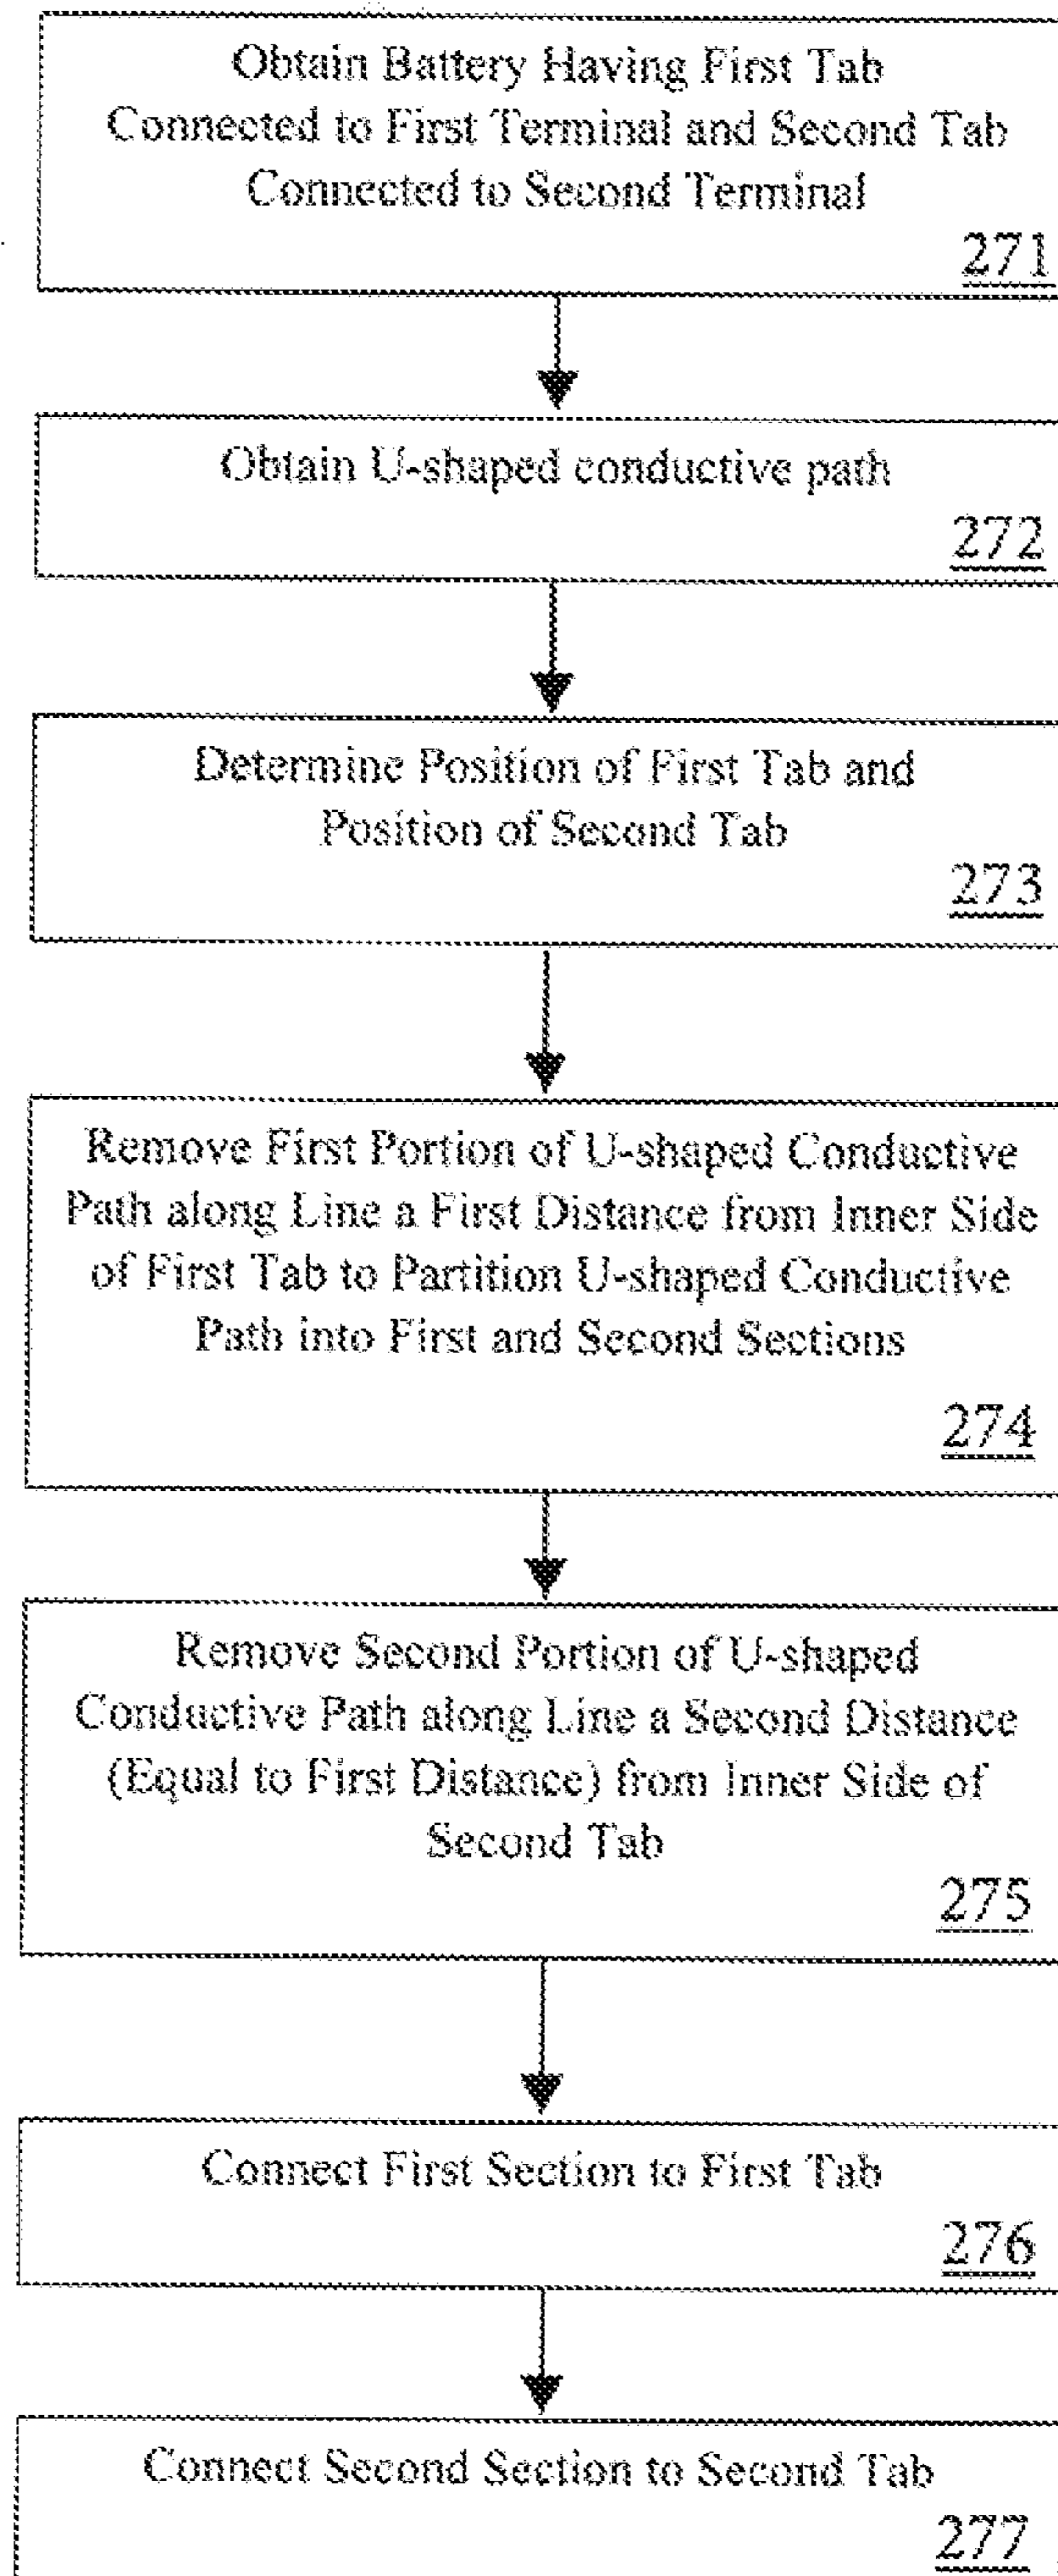 Obtain Battery Having First Tab
Connected to First Terminal and Second Tab
Connected to Second Terminal
271
Obtain U-shaped conductive path
272
Determine Position of First Tab and
Position of Second Tab
273
Remove First Portion of U-shaped Conductive
Path along Line a First Distance from Inner Side
of First Tab to Partition U-shaped Conductive
Path into First and Second Sections
274
Remove Second Portion of U-shaped
Conductive Path along Line a Second Distance
(Equal to First Distance) from Inner Side of
Second Tab
275
Connect First Section to First Tab
276
Connect Second Section to Second Tab
277